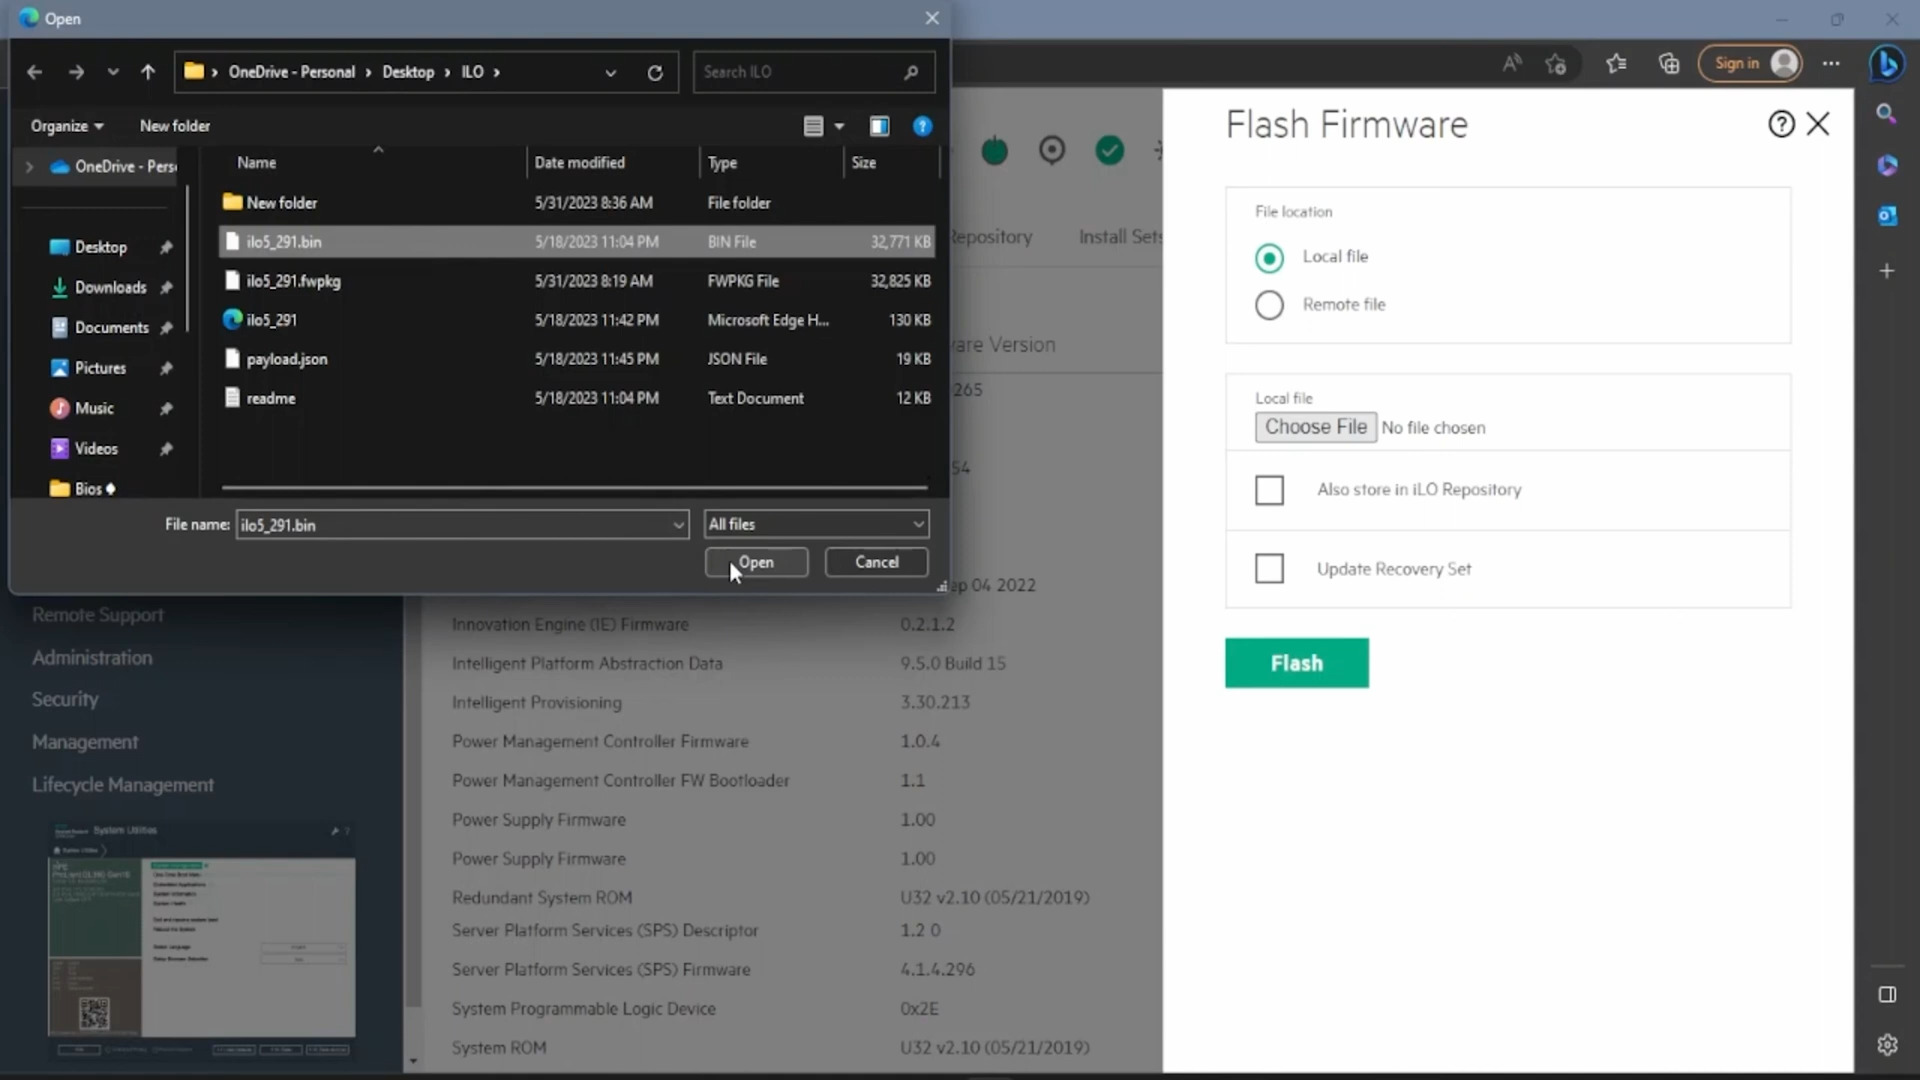 Open
OneDrive - Personal › Desktop › ILO ›
Search ILO
Sign in
Organize
New folder
Name
Date modified
Type
Size
OneDrive - Pers
New folder
5/31/2023 8:36 AM
File folder
ilo5_291.bin
5/18/2023 11:04 PM
BIN File
32,771 KB
ilo5_291.fwpkg
5/31/2023 8:19 AM
FWPKG File
32,825 KB
ilo5_291
5/18/2023 11:42 PM
Microsoft Edge H...
130 KB
payload.json
5/18/2023 11:45 PM
JSON File
19 KB
readme
5/18/2023 11:04 PM
Text Document
12 KB
Desktop
Downloads
Documents
Pictures
Music
Videos
Bios
File name:
ilo5_291.bin
All files
Open
Cancel
epository
Install Sets
are Version
265
54
ep 04 2022
Remote Support
Administration
Security
Management
Lifecycle Management
System Utilities
Innovation Engine (IE) Firmware
0.2.1.2
Intelligent Platform Abstraction Data
9.5.0 Build 15
Intelligent Provisioning
3.30.213
Power Management Controller Firmware
1.0.4
Power Management Controller FW Bootloader
1.1
Power Supply Firmware
1.00
Power Supply Firmware
1.00
Redundant System ROM
U32 v2.10 (05/21/2019)
Server Platform Services (SPS) Descriptor
1.2 0
Server Platform Services (SPS) Firmware
4.1.4.296
System Programmable Logic Device
0x2E
System ROM
U32 v2.10 (05/21/2019)
Flash Firmware
File location
Local file
Remote file
Local file
Choose File No file chosen
Also store in iLO Repository
Update Recovery Set
Flash